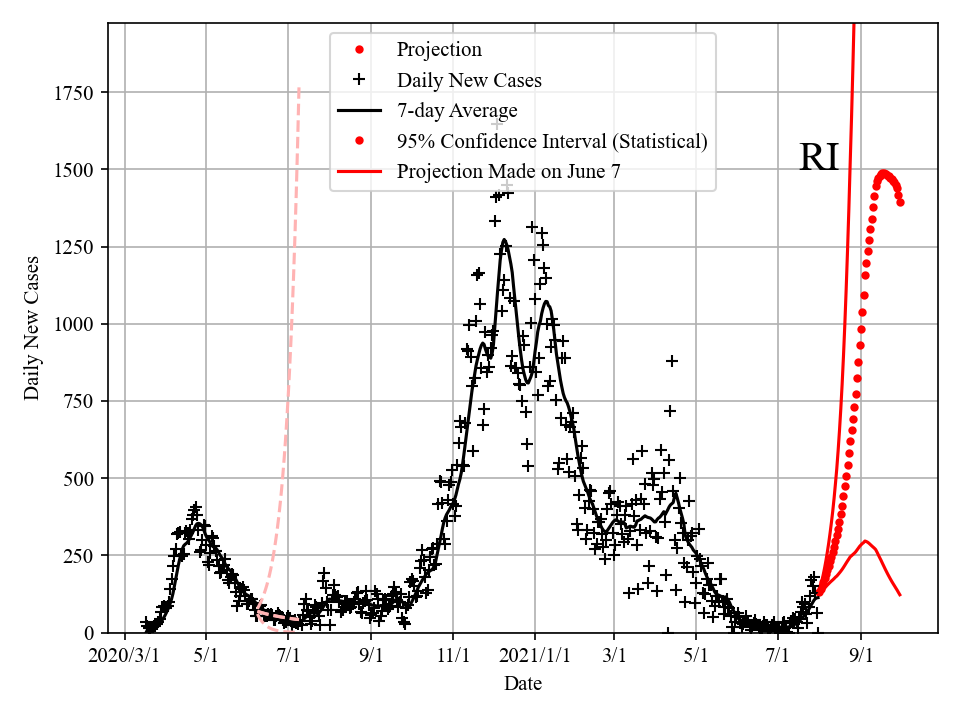 Projection
Daily New Cases
7-day Average
95% Confidence Interval (Statistical)
Projection Made on June 7
RI
1750
1500
1250
1000
750
500
250
0
Daily New Cases
2020/3/1 5/1 7/1 9/1 11/1 2021/1/1 3/1 5/1 7/1 9/1
Date